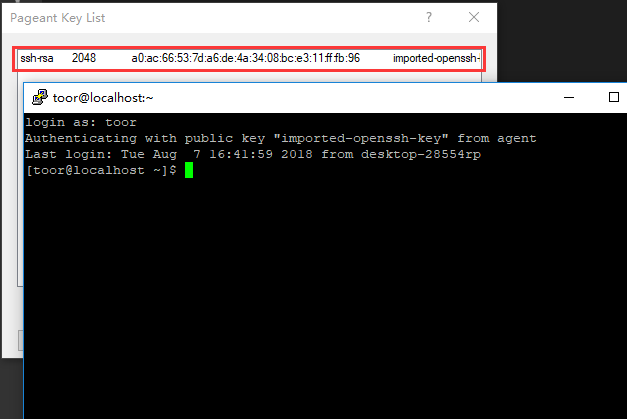 Pageant Key List
ssh-rsa 2048 a0:ac:66:53:7d:a6:de:4a:34:08:bc:e3:11:ff:fb:96 imported-openssh-
toor@localhost:~
login as: toor
Authenticating with public key "imported-openssh-key" from agent
Last login: Tue Aug  7 16:41:59 2018 from desktop-28554rp
[toor@localhost ~]$